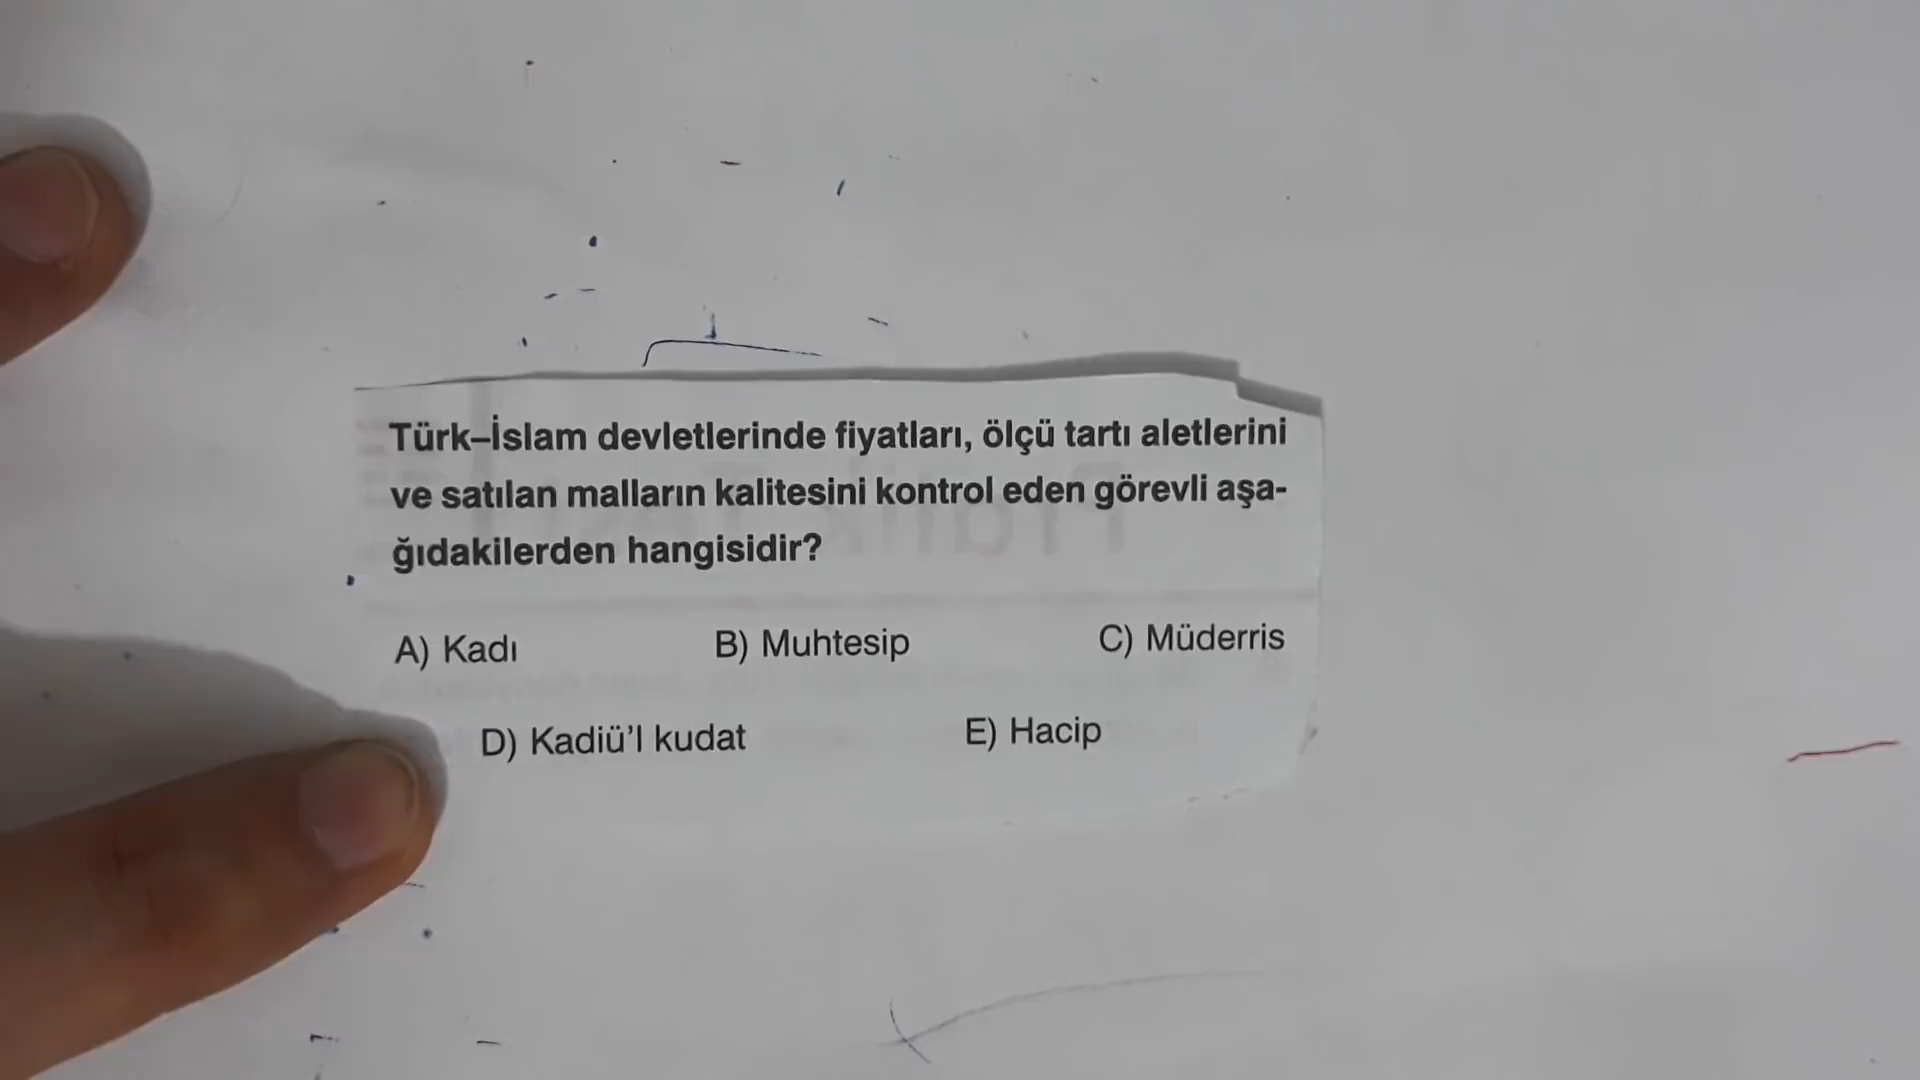 Türk–İslam devletlerinde fiyatları, ölçü tartı aletlerini
ve satılan malların kalitesini kontrol eden görevli aşa-
ğıdakilerden hangisidir?
A) Kadı B) Muhtesip C) Müderris
D) Kadiü'l kudat E) Hacip